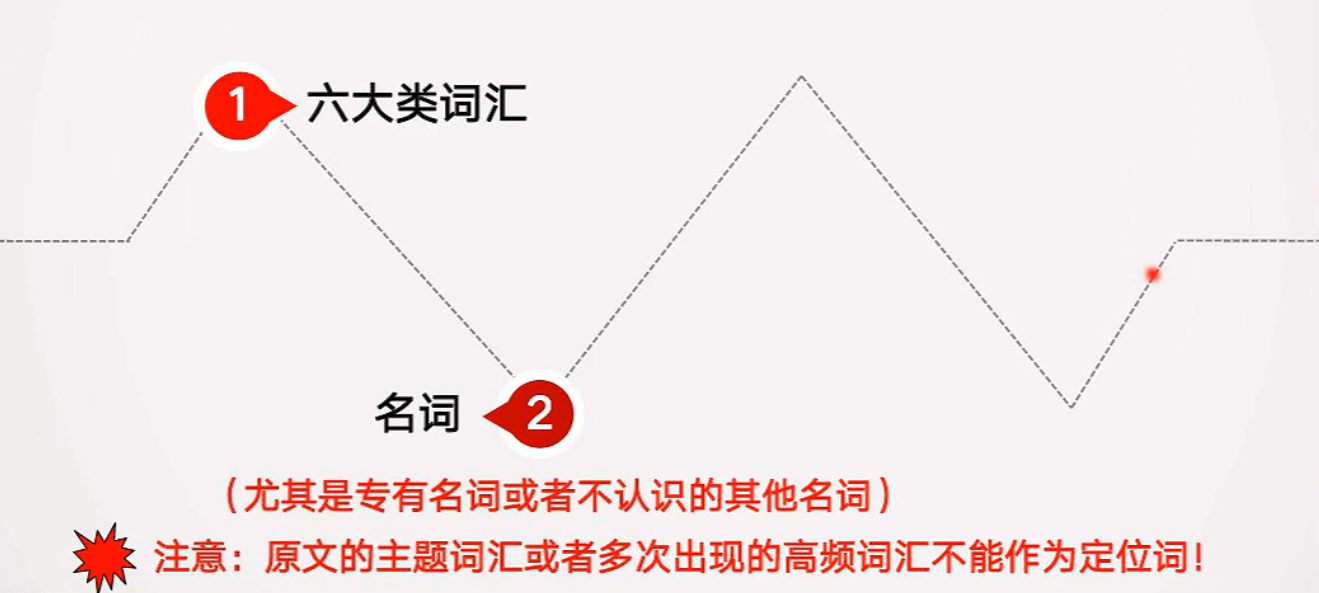 1 六大类词汇
名词 2
（尤其是专有名词或者不认识的其他名词）
注意：原文的主题词汇或者多次出现的高频词汇不能作为定位词！